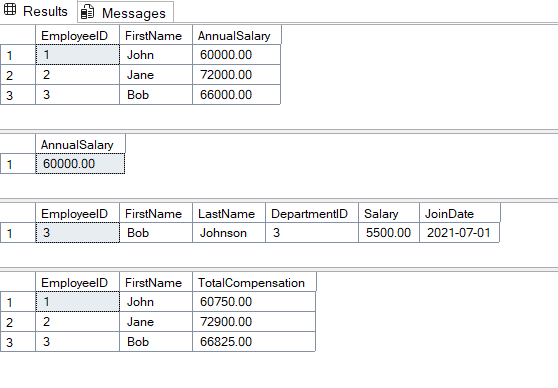 Results Messages
EmployeeID FirstName AnnualSalary
1 1 John 60000.00
2 2 Jane 72000.00
3 3 Bob 66000.00
AnnualSalary
1 60000.00
EmployeeID FirstName LastName DepartmentID Salary JoinDate
1 3 Bob Johnson 3 5500.00 2021-07-01
EmployeeID FirstName TotalCompensation
1 1 John 60750.00
2 2 Jane 72900.00
3 3 Bob 66825.00